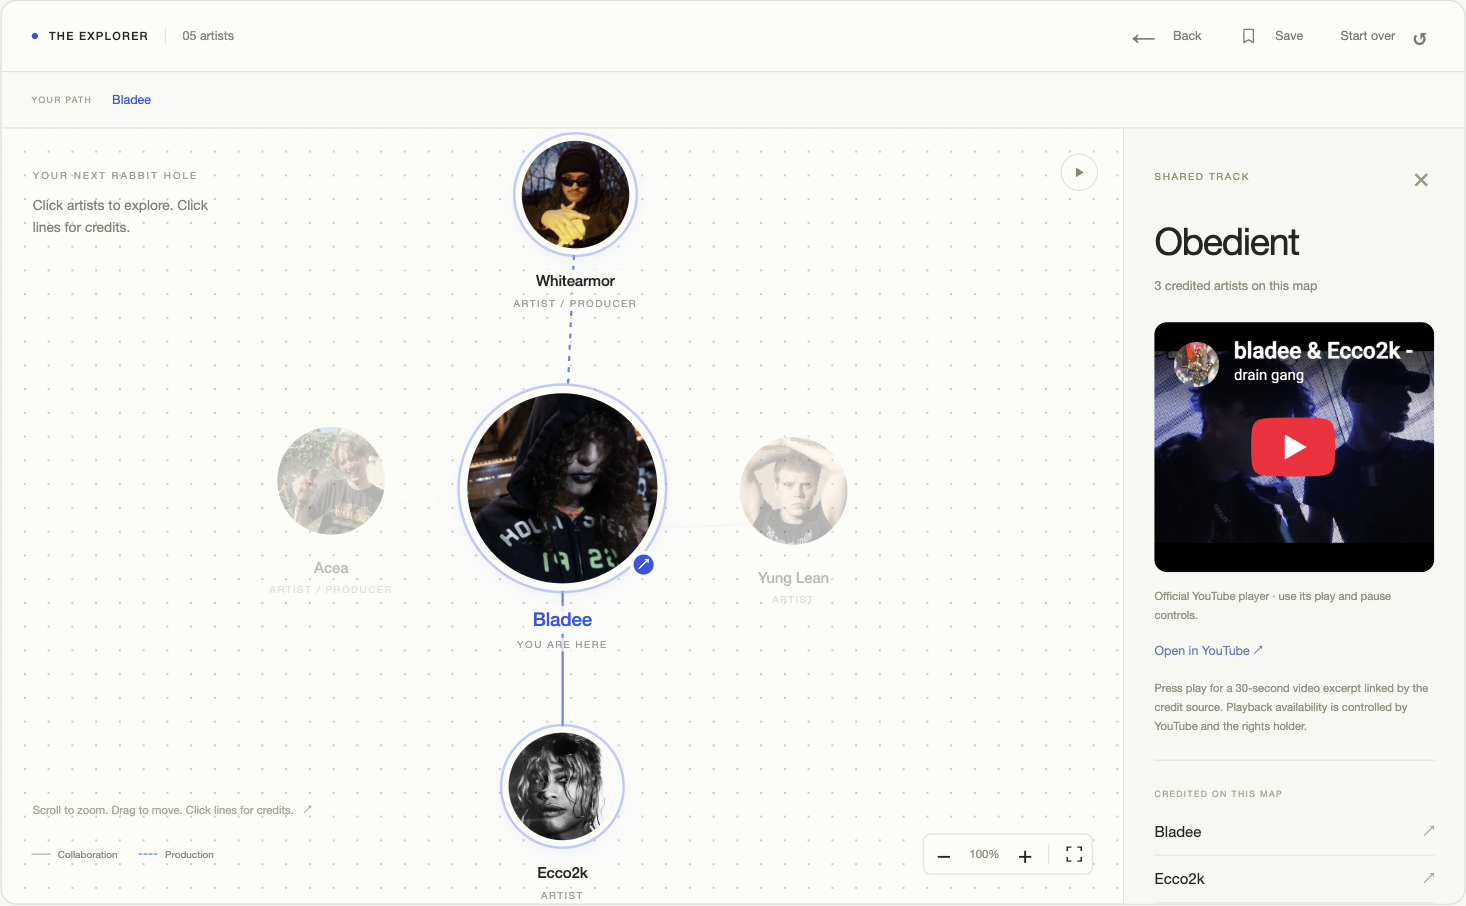 THE EXPLORER
05 artists
Back
Save
Start over
YOUR PATH
Bladee
YOUR NEXT RABBIT HOLE
Click artists to explore. Click
lines for credits.
Whitearmor
ARTIST / PRODUCER
Acea
ARTIST / PRODUCER
Yung Lean
ARTIST
Bladee
YOU ARE HERE
Ecco2k
ARTIST
Scroll to zoom. Drag to move. Click lines for credits.
Collaboration
Production
100%
SHARED TRACK
Obedient
3 credited artists on this map
bladee & Ecco2k -
drain gang
Official YouTube player · use its play and pause
controls.
Open in YouTube
Press play for a 30-second video excerpt linked by the
credit source. Playback availability is controlled by
YouTube and the rights holder.
CREDITED ON THIS MAP
Bladee
Ecco2k